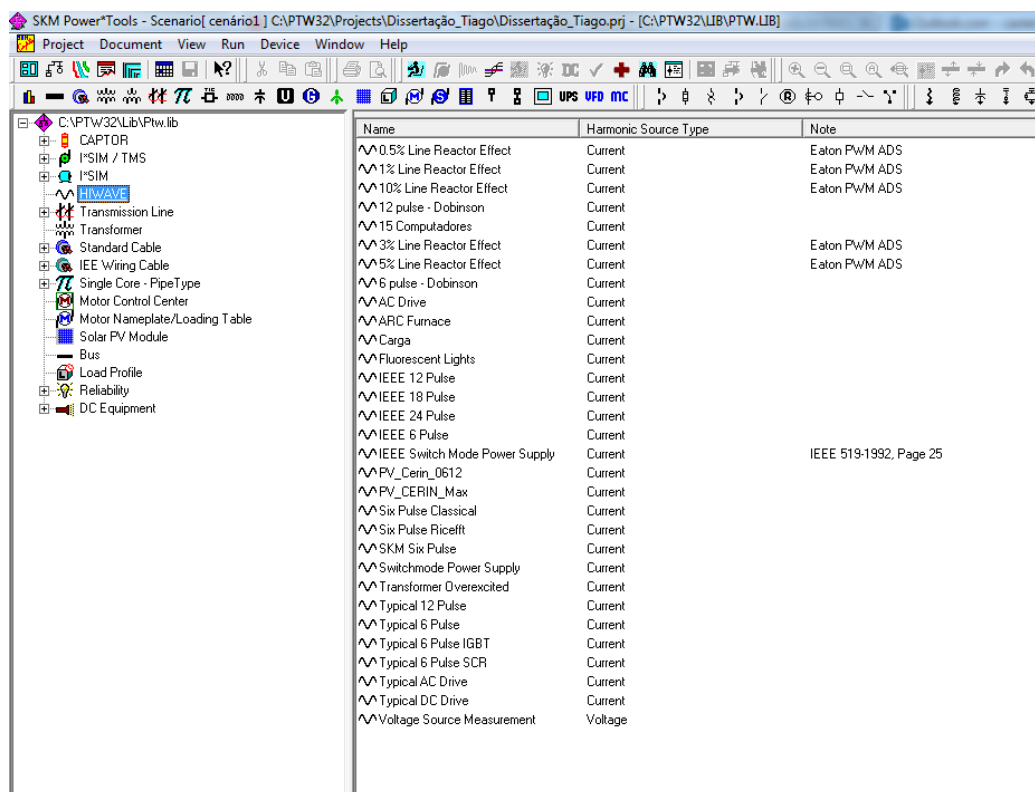 SKM Power*Tools - Scenario[ cenário1 ] C:\PTW32\Projects\Dissertação_Tiago\Dissertação_Tiago.prj - [C:\PTW32\LIB\PTW.LIB]
Project Document View Run Device Window Help
UPS VFD MC
C:\PTW32\Lib\Ptw.lib
CAPTOR
I*SIM / TMS
I*SIM
HIWAVE
Transmission Line
Transformer
Standard Cable
IEE Wiring Cable
Single Core - PipeType
Motor Control Center
Motor Nameplate/Loading Table
Solar PV Module
Bus
Load Profile
Reliability
DC Equipment
Name Harmonic Source Type Note
0.5% Line Reactor Effect Current Eaton PWM ADS
1% Line Reactor Effect Current Eaton PWM ADS
10% Line Reactor Effect Current Eaton PWM ADS
12 pulse - Dobinson Current
15 Computadores Current
3% Line Reactor Effect Current Eaton PWM ADS
5% Line Reactor Effect Current Eaton PWM ADS
6 pulse - Dobinson Current
AC Drive Current
ARC Furnace Current
Carga Current
Fluorescent Lights Current
IEEE 12 Pulse Current
IEEE 18 Pulse Current
IEEE 24 Pulse Current
IEEE 6 Pulse Current
IEEE Switch Mode Power Supply Current IEEE 519-1992, Page 25
PV_Cerin_0612 Current
PV_CERIN_Max Current
Six Pulse Classical Current
Six Pulse Ricefft Current
SKM Six Pulse Current
Switchmode Power Supply Current
Transformer Overexcited Current
Typical 12 Pulse Current
Typical 6 Pulse Current
Typical 6 Pulse IGBT Current
Typical 6 Pulse SCR Current
Typical AC Drive Current
Typical DC Drive Current
Voltage Source Measurement Voltage